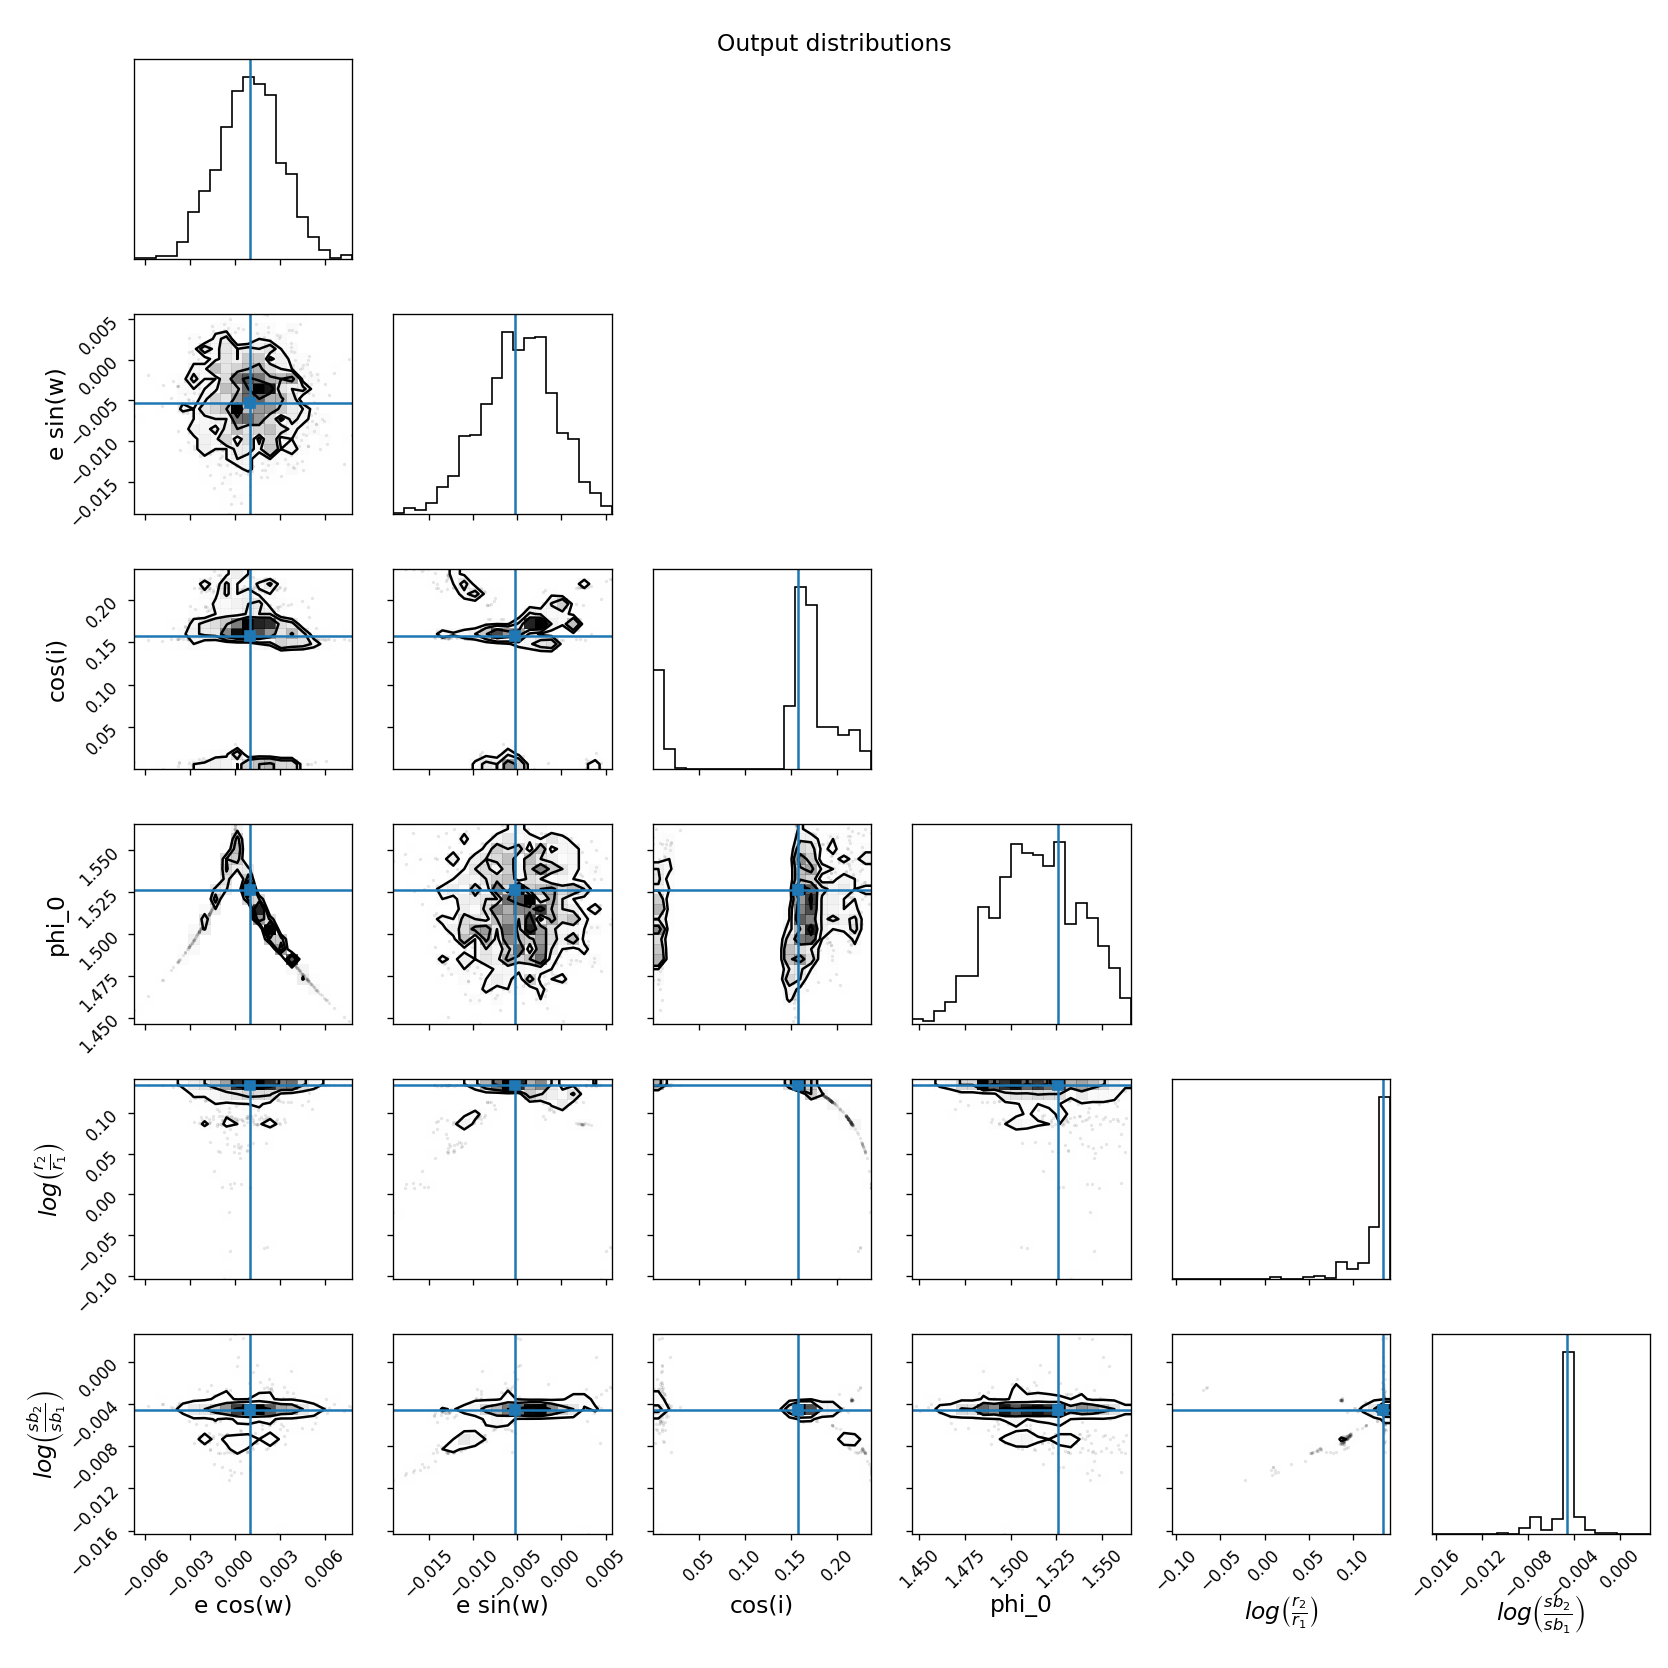 Output distributions
0.005
0.000
−0.005
−0.010
−0.015
e sin(w)
0.20
0.15
0.10
0.05
cos(i)
1.550
1.525
1.500
1.475
1.450
phi_0
0.10
0.05
0.00
−0.05
−0.10
log(r₂/r₁)
0.000
−0.004
−0.008
−0.012
−0.016
log(sb₂/sb₁)
−0.006 −0.003 0.000 0.003 0.006
−0.015 −0.010 −0.005 0.000 0.005
0.05 0.10 0.15 0.20
1.450 1.475 1.500 1.525 1.550
−0.10 −0.05 0.00 0.05 0.10
−0.016 −0.012 −0.008 −0.004 0.000
e cos(w) e sin(w) cos(i) phi_0 log(r₂/r₁) log(sb₂/sb₁)